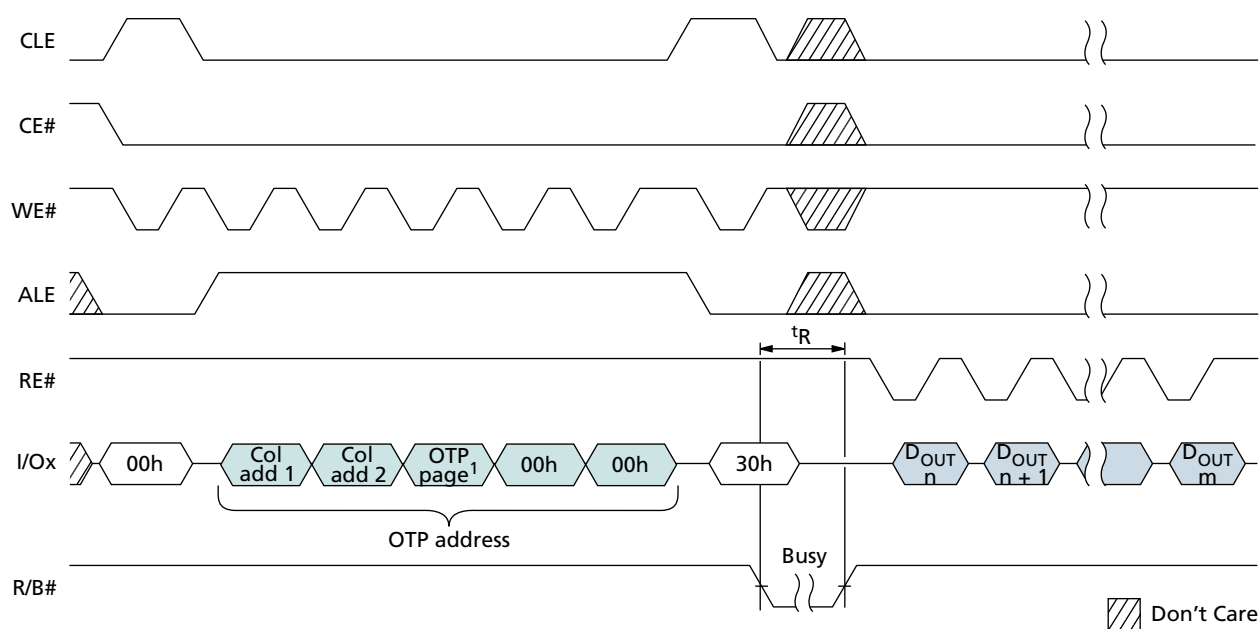 CLE
CE#
WE#
ALE
tR
RE#
I/Ox
00h
Col
add 1
Col
add 2
OTP
page1
00h
00h
30h
DOUT
n
DOUT
n + 1
DOUT
m
OTP address
Busy
R/B#
Don't Care